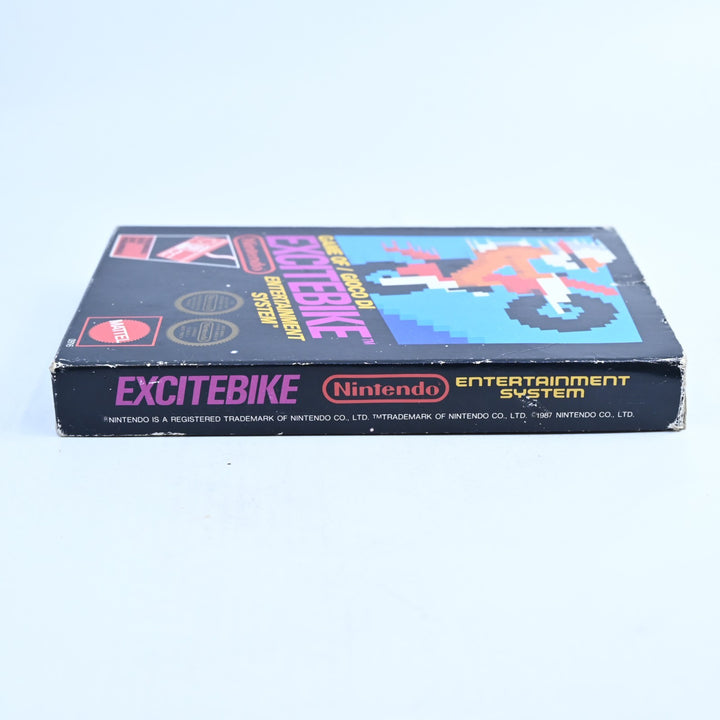 GAME OF / GIOCO DI
EXCITEBIKE™
Nintendo
ENTERTAINMENT
SYSTEM™
MATTEL
EXCITEBIKE
Nintendo®
ENTERTAINMENT
SYSTEM
®NINTENDO IS A REGISTERED TRADEMARK OF NINTENDO CO., LTD. ™TRADEMARK OF NINTENDO CO., LTD. ©1987 NINTENDO CO., LTD.